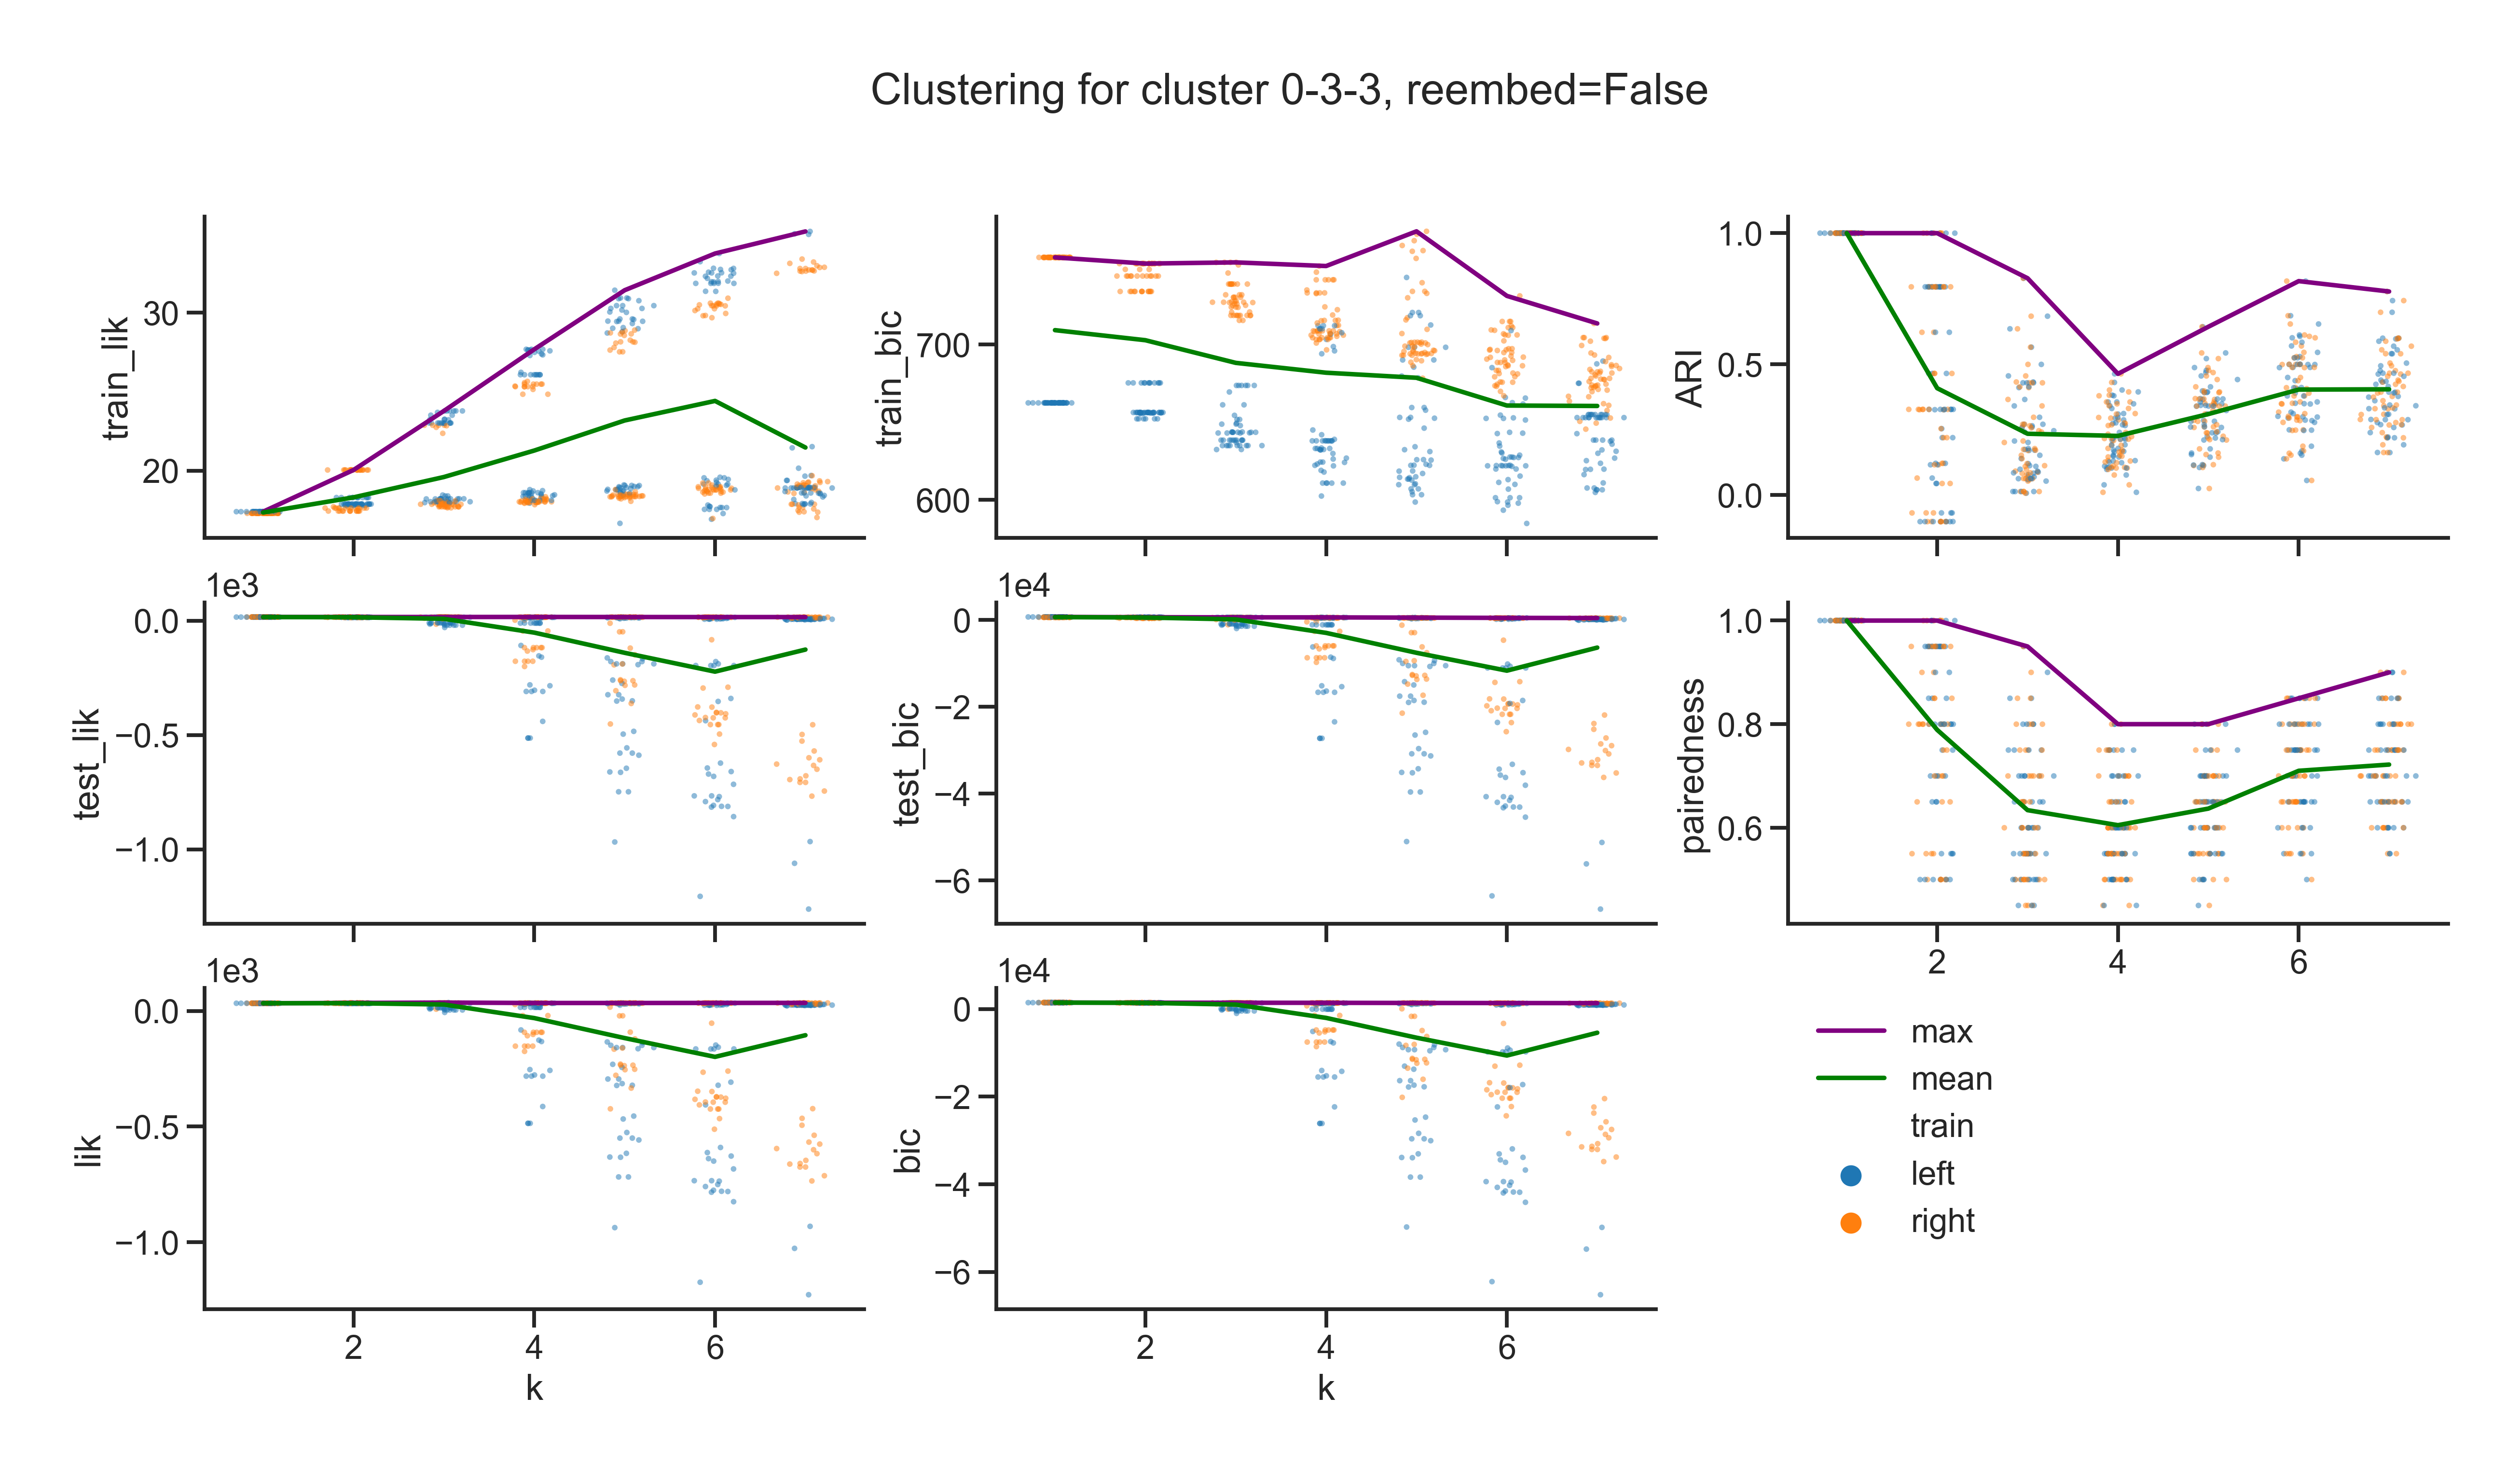 Clustering for cluster 0-3-3, reembed=False
train_lik
30
20
train_bic
700
600
ARI
1.0
0.5
0.0
1e3
test_lik
0.0
−0.5
−1.0
1e4
test_bic
0
−2
−4
−6
pairedness
1.0
0.8
0.6
2 4 6
1e3
lik
0.0
−0.5
−1.0
2 4 6
k
1e4
bic
0
−2
−4
−6
2 4 6
k
max
mean
train
left
right